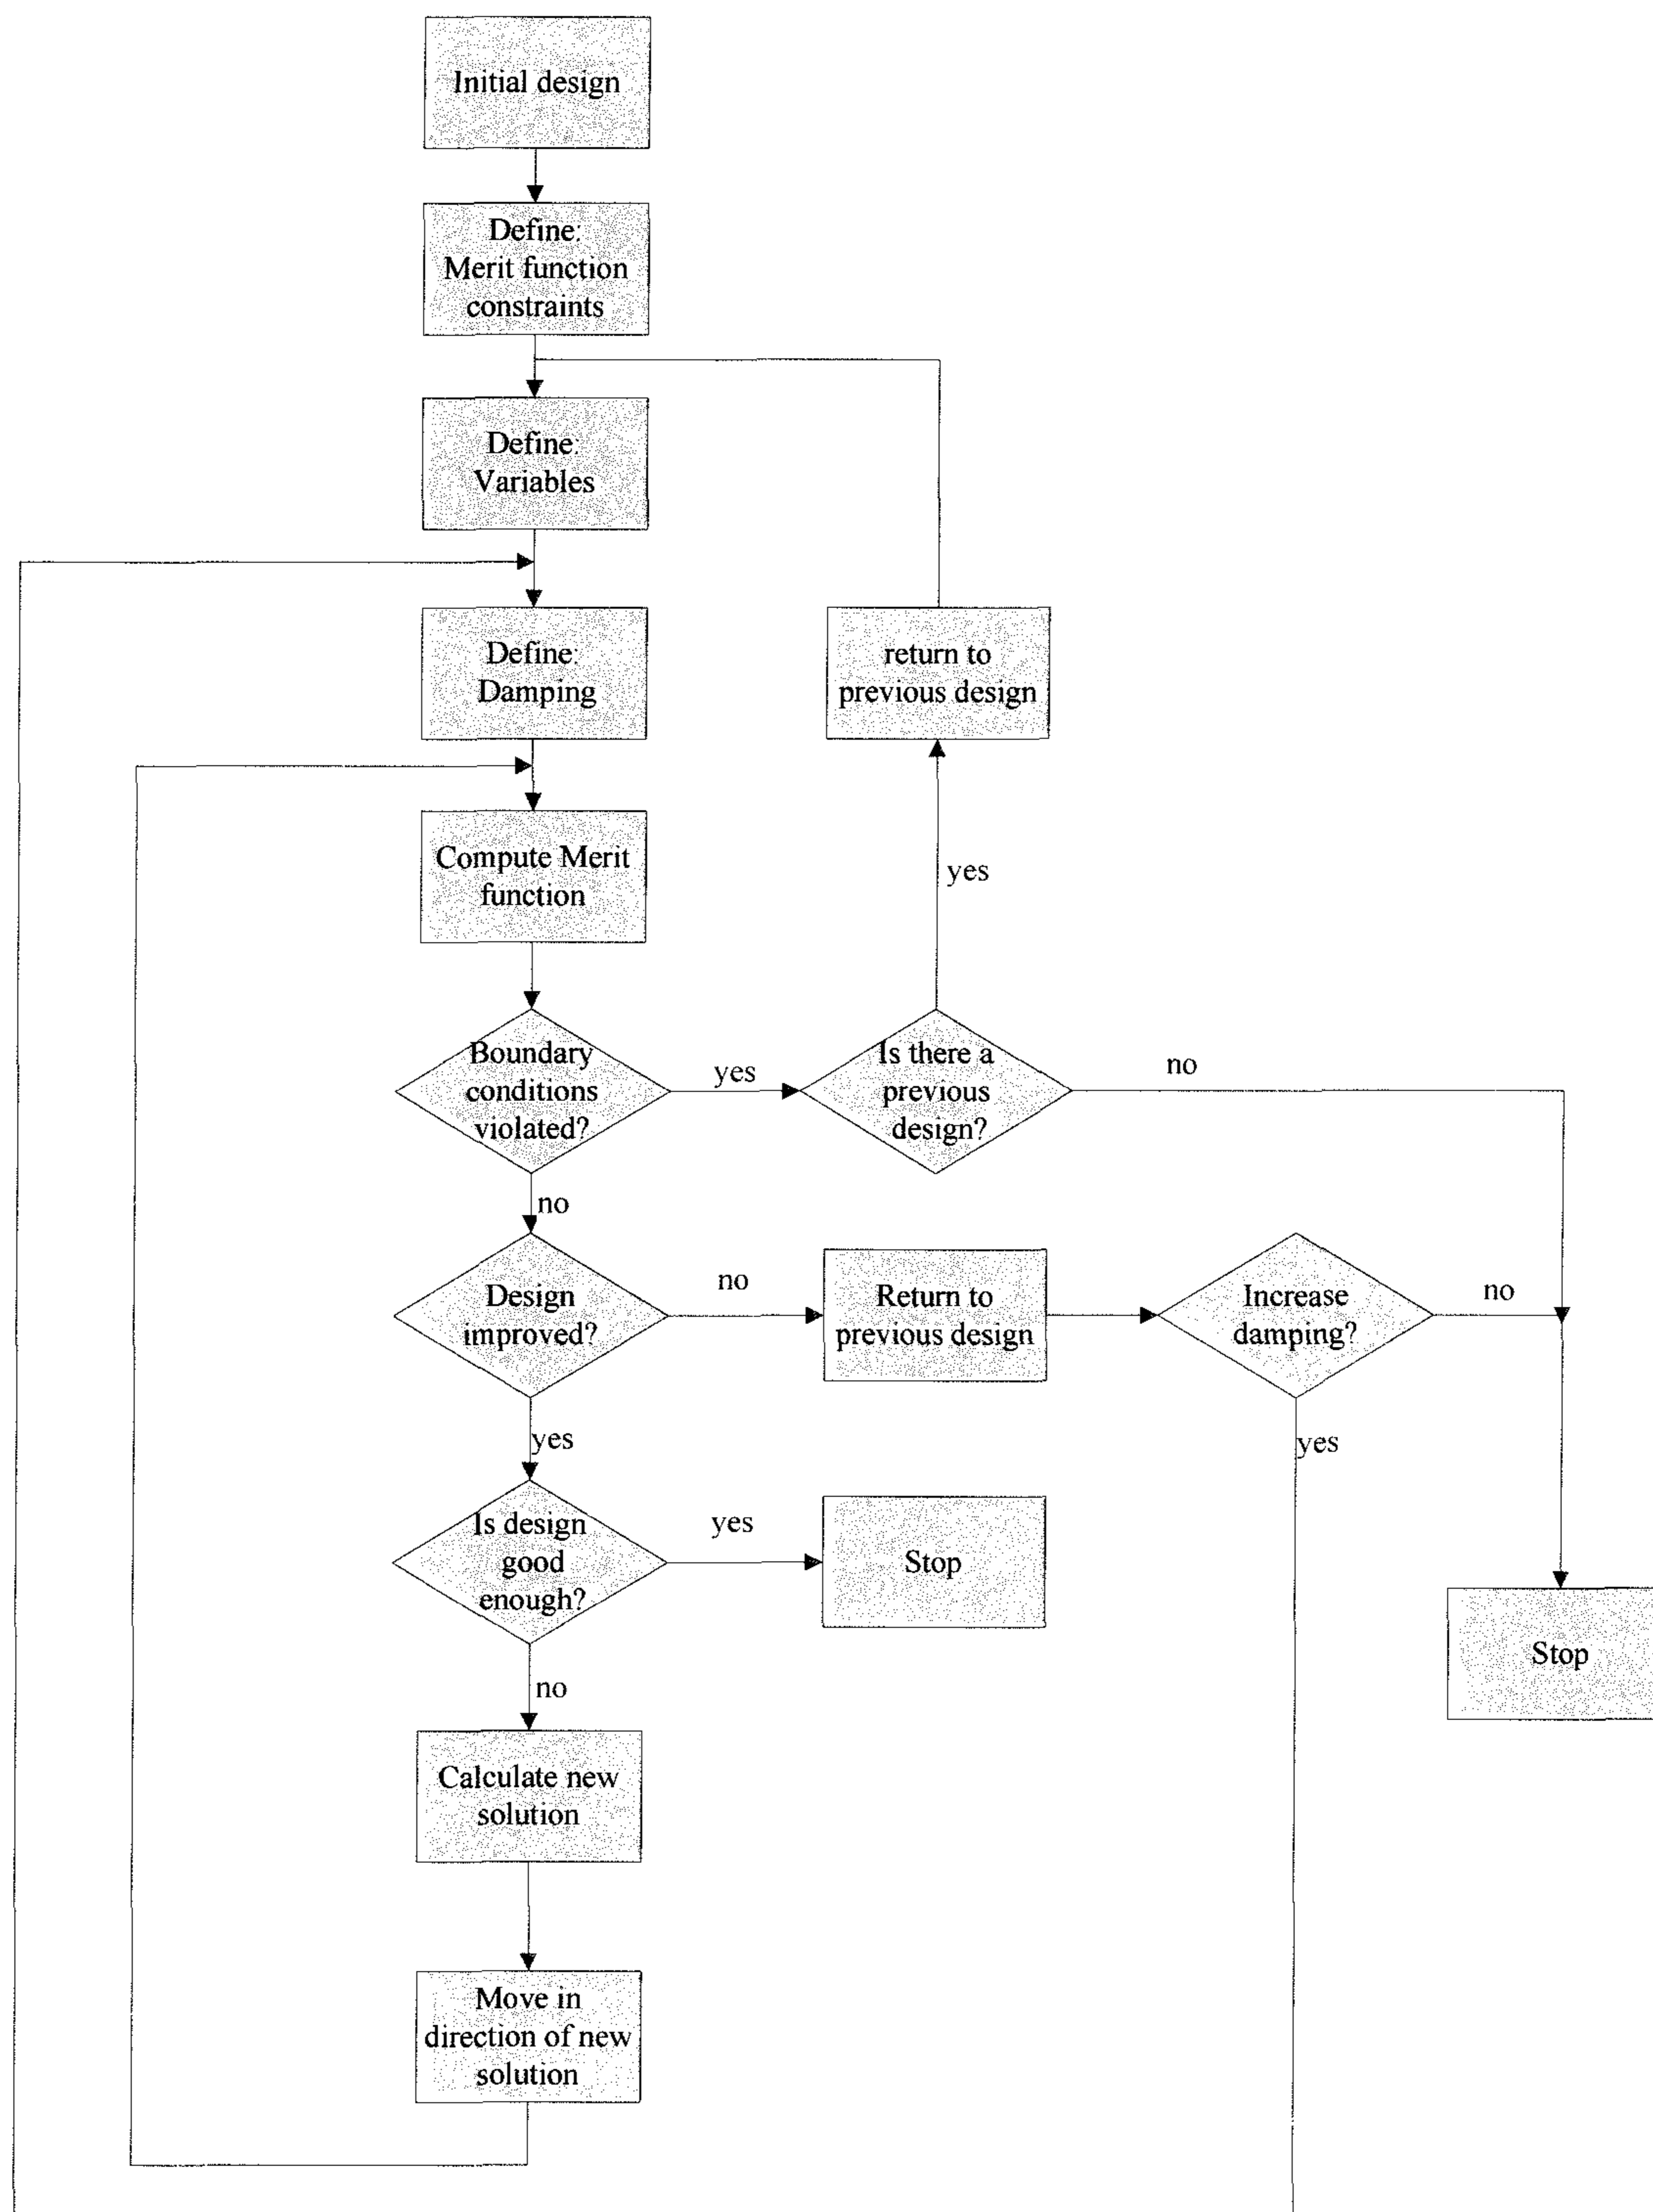 Initial design
Define:
Merit function
constraints
Define:
Variables
Define:
Damping
return to
previous design
Compute Merit
function
yes
Boundary
conditions
violated?
yes
Is there a
previous
design?
no
no
Design
improved?
no
Return to
previous design
Increase
damping?
no
yes
yes
Is design
good
enough?
yes
Stop
Stop
no
Calculate new
solution
Move in
direction of new
solution